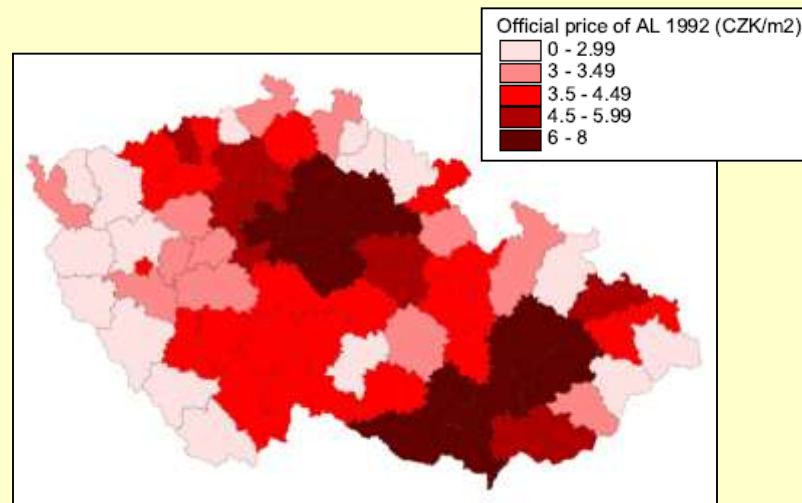 Official price of AL 1992 (CZK/m2)
0 - 2.99
3 - 3.49
3.5 - 4.49
4.5 - 5.99
6 - 8